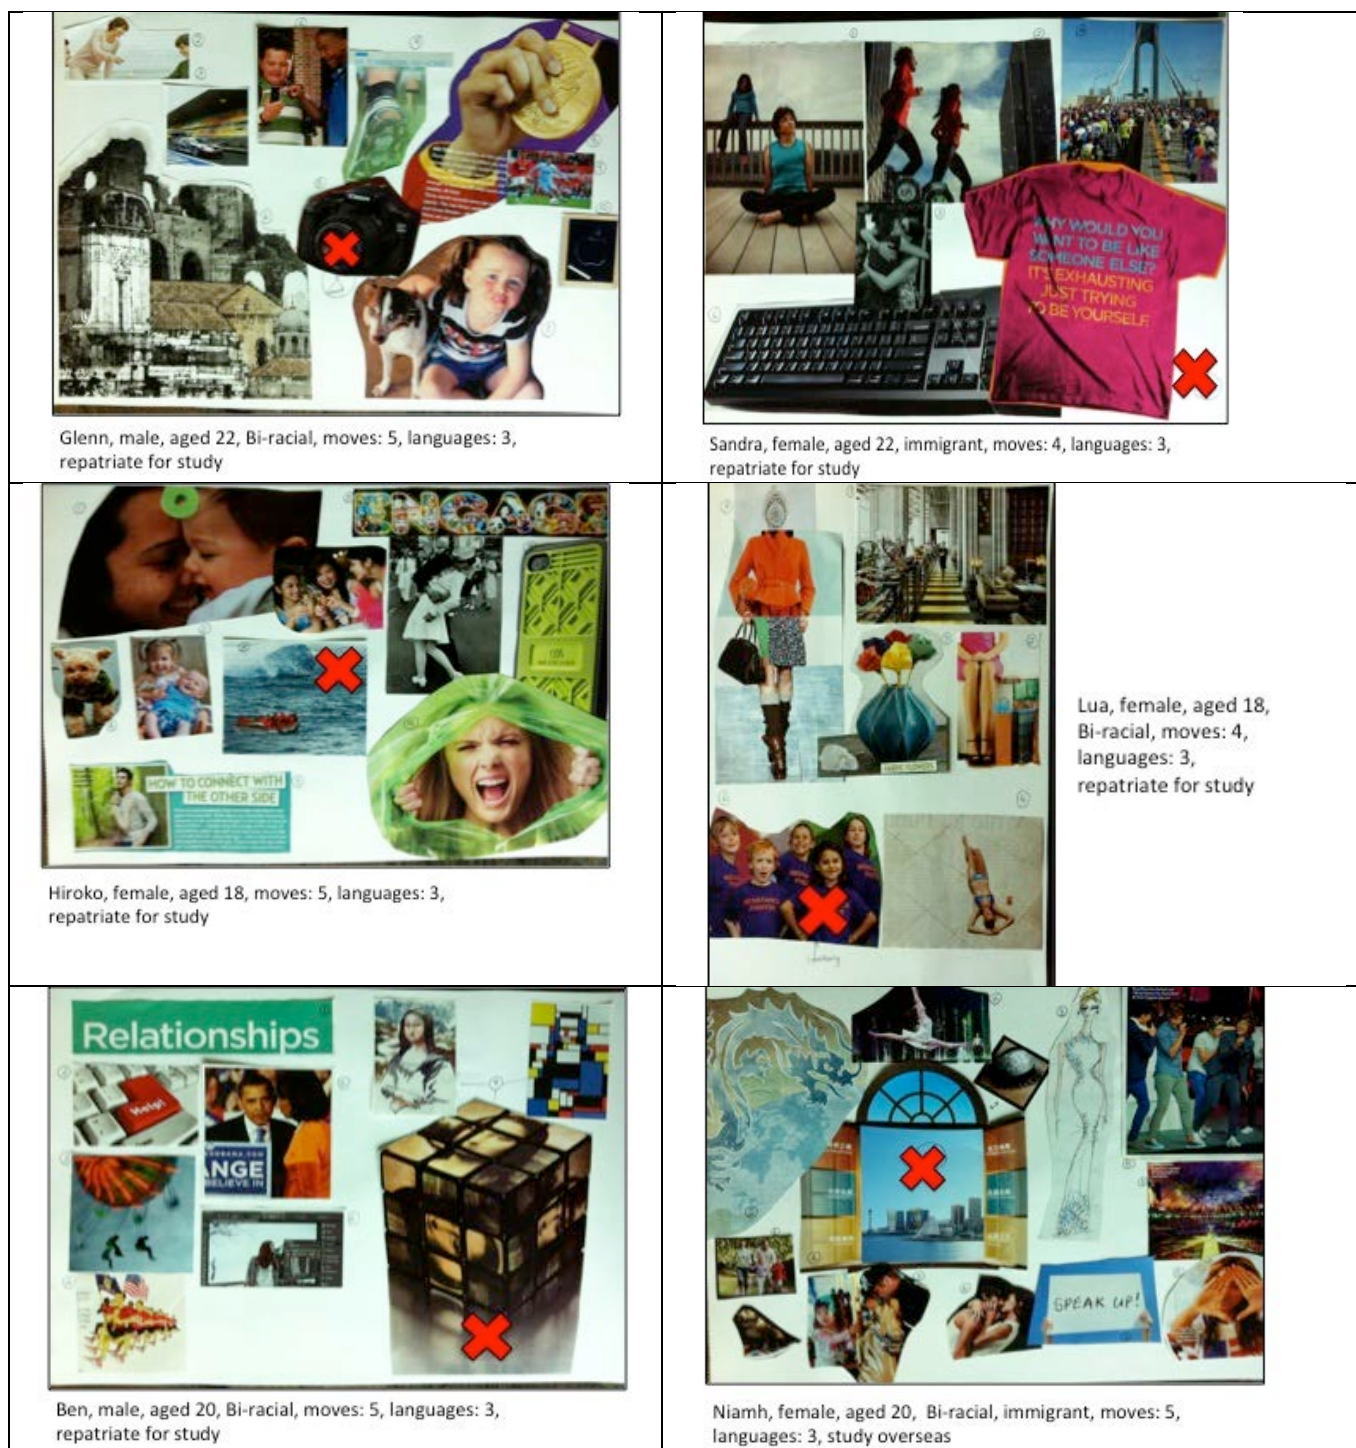 WHY WOULD YOU
WANT TO BE LIKE
SOMEONE ELSE?
IT'S EXHAUSTING
JUST TRYING
TO BE YOURSELF.
Glenn, male, aged 22, Bi-racial, moves: 5, languages: 3,
repatriate for study
Sandra, female, aged 22, immigrant, moves: 4, languages: 3,
repatriate for study
ENGAGE
HOW TO CONNECT WITH
THE OTHER SIDE
Hiroko, female, aged 18, moves: 5, languages: 3,
repatriate for study
Lua, female, aged 18,
Bi-racial, moves: 4,
languages: 3,
repatriate for study
Relationships
Help!
ANGE
BELIEVE IN
Ben, male, aged 20, Bi-racial, moves: 5, languages: 3,
repatriate for study
SPEAK UP!
Niamh, female, aged 20, Bi-racial, immigrant, moves: 5,
languages: 3, study overseas